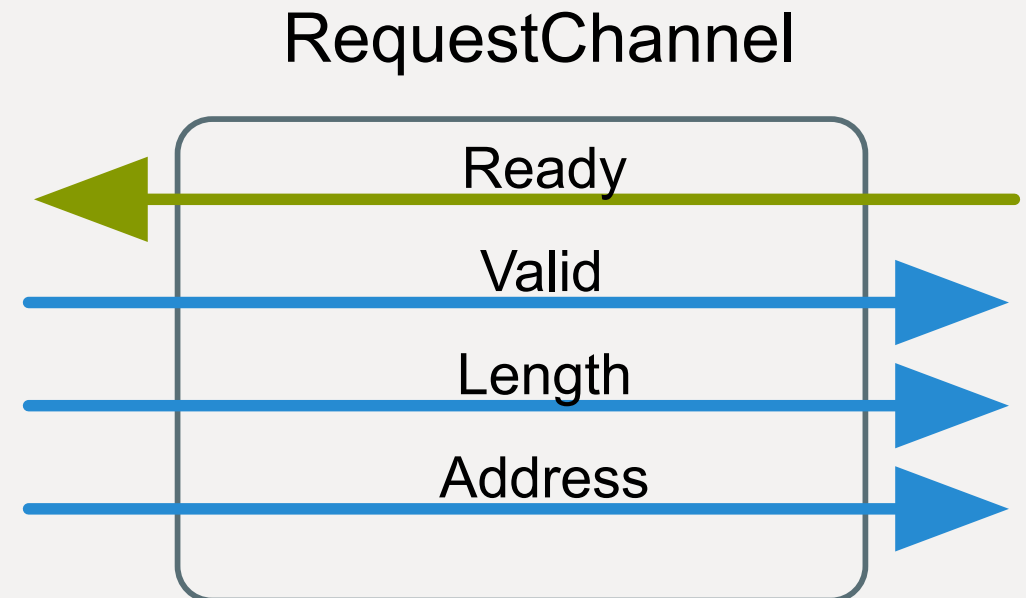 RequestChannel
Ready
Valid
Length
Address